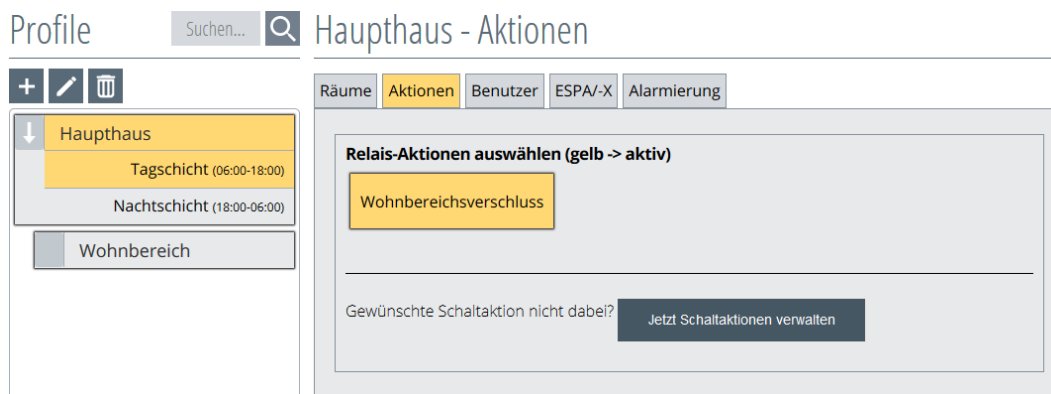 Profile
Suchen...
Haupthaus - Aktionen
Räume
Aktionen
Benutzer
ESPA/-X
Alarmierung
Haupthaus
Tagschicht (06:00-18:00)
Nachtschicht (18:00-06:00)
Wohnbereich
Relais-Aktionen auswählen (gelb -> aktiv)
Wohnbereichsverschluss
Gewünschte Schaltaktion nicht dabei?
Jetzt Schaltaktionen verwalten